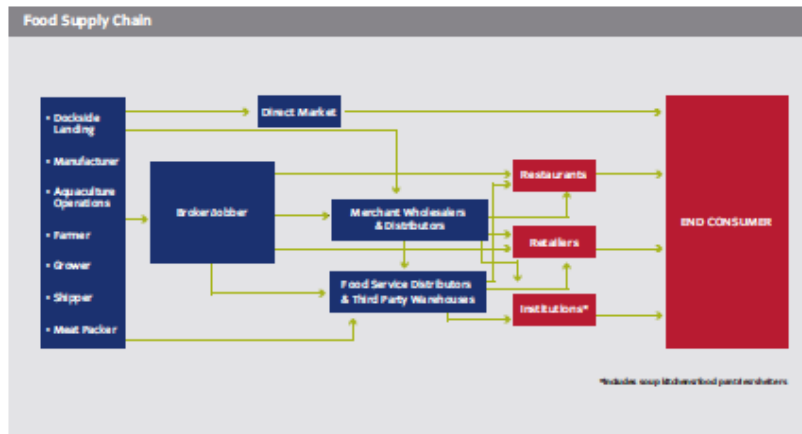 Food Supply Chain
• Dockside
Landing
• Manufacturer
• Aquaculture
Operations
• Farmer
• Grower
• Shipper
• Meat Packer
Direct Market
Broker/Jobber
Merchant Wholesalers
& Distributors
Food Service Distributors
& Third Party Warehouses
Restaurants
Retailers
Institutions*
END CONSUMER
*Includes soup kitchens/food pantries/shelters